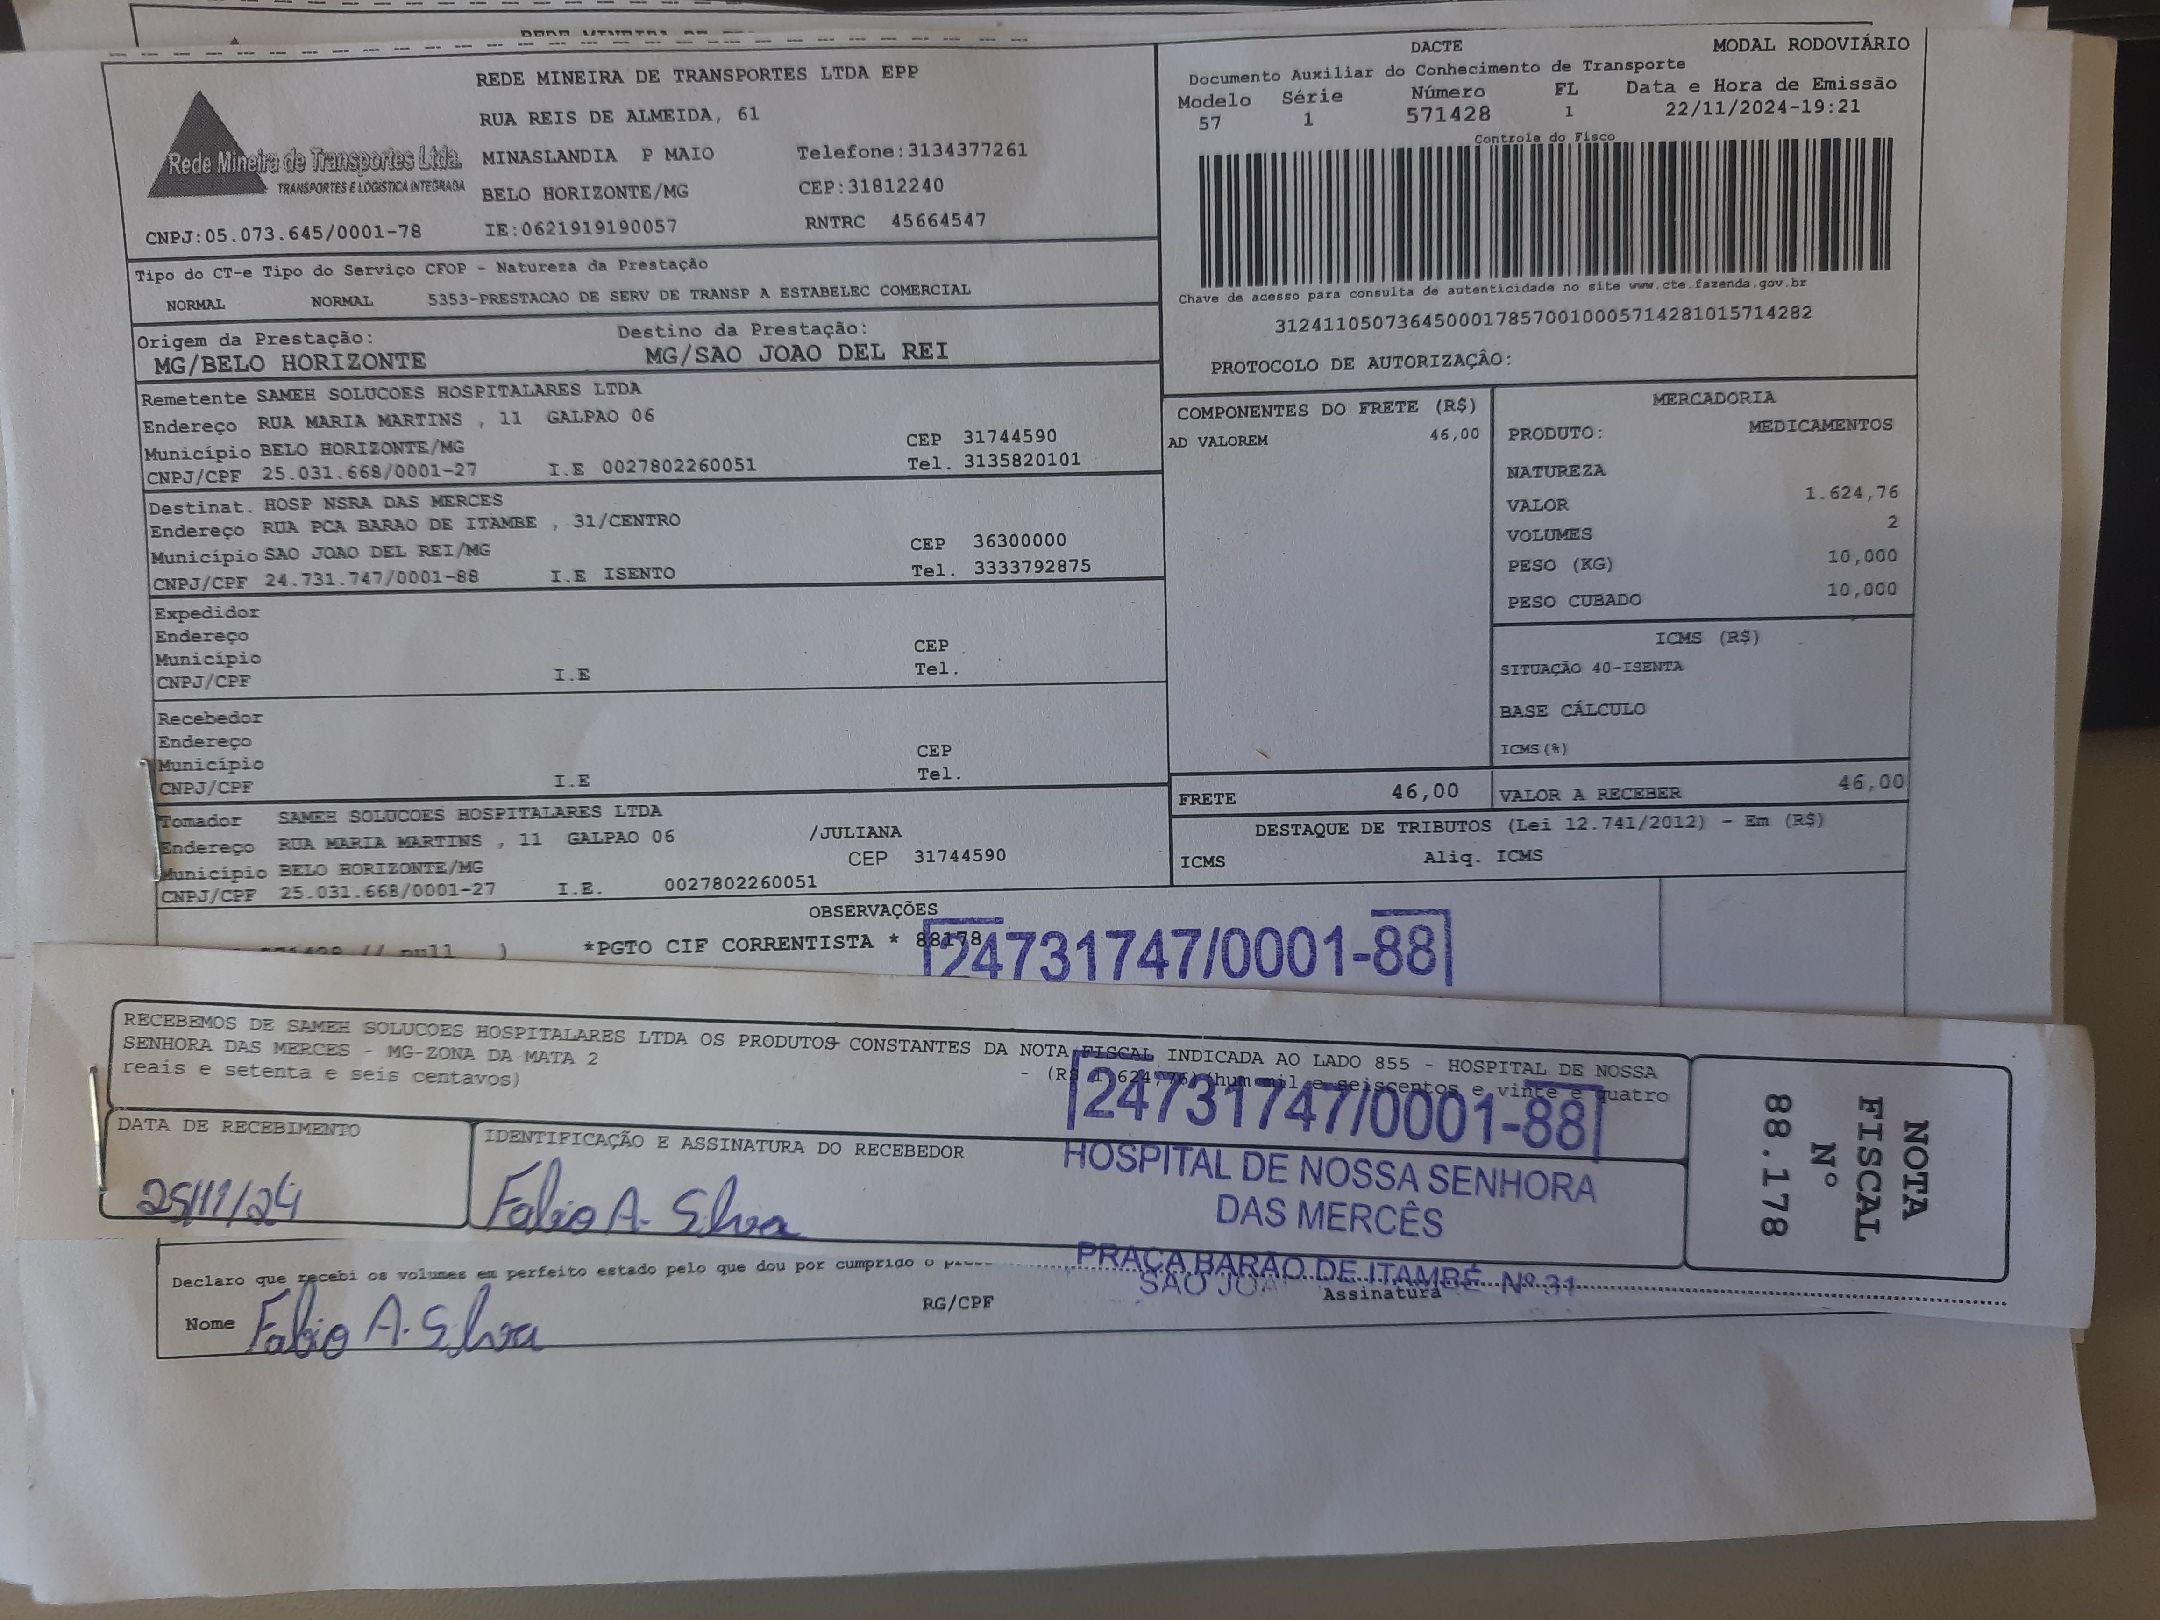 REDE MINEIRA DE TRANSPORTES LTDA EPP
RUA REIS DE ALMEIDA, 61
MINASLANDIA P MAIO Telefone:3134377261
BELO HORIZONTE/MG CEP:31812240
Rede Mineira de Transportes Ltda.
TRANSPORTES E LOGÍSTICA INTEGRADA
CNPJ:05.073.645/0001-78 IE:0621919190057 RNTRC 45664547
DACTE MODAL RODOVIÁRIO
Documento Auxiliar do Conhecimento de Transporte
Modelo Série Número FL Data e Hora de Emissão
57 1 571428 1 22/11/2024-19:21
Controle do Fisco
Chave de acesso para consulta de autenticidade no site www.cte.fazenda.gov.br
31241105073645000178570010005714281015714282
PROTOCOLO DE AUTORIZAÇÂO:
Tipo do CT-e Tipo do Serviço CFOP - Natureza da Prestação
NORMAL NORMAL 5353-PRESTACAO DE SERV DE TRANSP A ESTABELEC COMERCIAL
Origem da Prestação: Destino da Prestação:
MG/BELO HORIZONTE MG/SAO JOAO DEL REI
Remetente SAMEH SOLUCOES HOSPITALARES LTDA
Endereço RUA MARIA MARTINS , 11 GALPAO 06
Município BELO HORIZONTE/MG CEP 31744590
CNPJ/CPF 25.031.668/0001-27 I.E 0027802260051 Tel. 3135820101
Destinat. HOSP NSRA DAS MERCES
Endereço RUA PCA BARAO DE ITAMBE , 31/CENTRO
Município SAO JOAO DEL REI/MG CEP 36300000
CNPJ/CPF 24.731.747/0001-88 I.E ISENTO Tel. 3333792875
Expedidor
Endereço
Município CEP
CNPJ/CPF I.E Tel.
Recebedor
Endereço
Município CEP
CNPJ/CPF I.E Tel.
Tomador SAMEH SOLUCOES HOSPITALARES LTDA
Endereço RUA MARIA MARTINS , 11 GALPAO 06 /JULIANA
Município BELO HORIZONTE/MG CEP 31744590
CNPJ/CPF 25.031.668/0001-27 I.E. 0027802260051
COMPONENTES DO FRETE (R$)
AD VALOREM 46,00
MERCADORIA
PRODUTO: MEDICAMENTOS
NATUREZA
VALOR 1.624,76
VOLUMES 2
PESO (KG) 10,000
PESO CUBADO 10,000
ICMS (R$)
SITUAÇÃO 40-ISENTA
BASE CÁLCULO
ICMS(%)
FRETE 46,00 VALOR A RECEBER 46,00
DESTAQUE DE TRIBUTOS (Lei 12.741/2012) - Em (R$)
ICMS Aliq. ICMS
OBSERVAÇÕES
*PGTO CIF CORRENTISTA * 88178
24731747/0001-88
RECEBEMOS DE SAMEH SOLUCOES HOSPITALARES LTDA OS PRODUTOS CONSTANTES DA NOTA FISCAL INDICADA AO LADO 855 - HOSPITAL DE NOSSA
SENHORA DAS MERCES - MG-ZONA DA MATA 2 - (R$ 1.624,76)(hum mil e seiscentos e vinte e quatro
reais e setenta e seis centavos)
24731747/0001-88
HOSPITAL DE NOSSA SENHORA
DAS MERCÊS
PRAÇA BARÃO DE ITAMBÉ Nº 31
DATA DE RECEBIMENTO IDENTIFICAÇÃO E ASSINATURA DO RECEBEDOR
25/11/24 Fabio A. Silva
NOTA
FISCAL
Nº
88.178
Declaro que recebi os volumes em perfeito estado pelo que dou por cumprido o
Nome Fabio A. Silva RG/CPF Assinatura